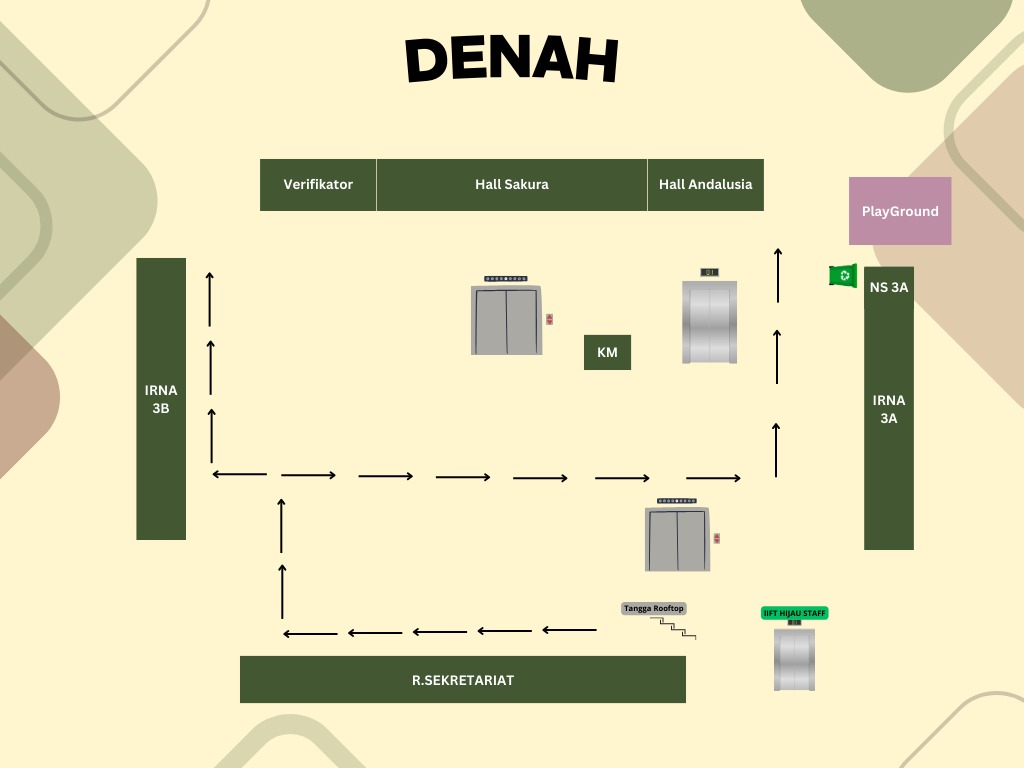 DENAH
Verifikator
Hall Sakura
Hall Andalusia
PlayGround
NS 3A
KM
IRNA
3B
IRNA
3A
Tangga Rooftop
lIFT HIJAU STAFF
R.SEKRETARIAT